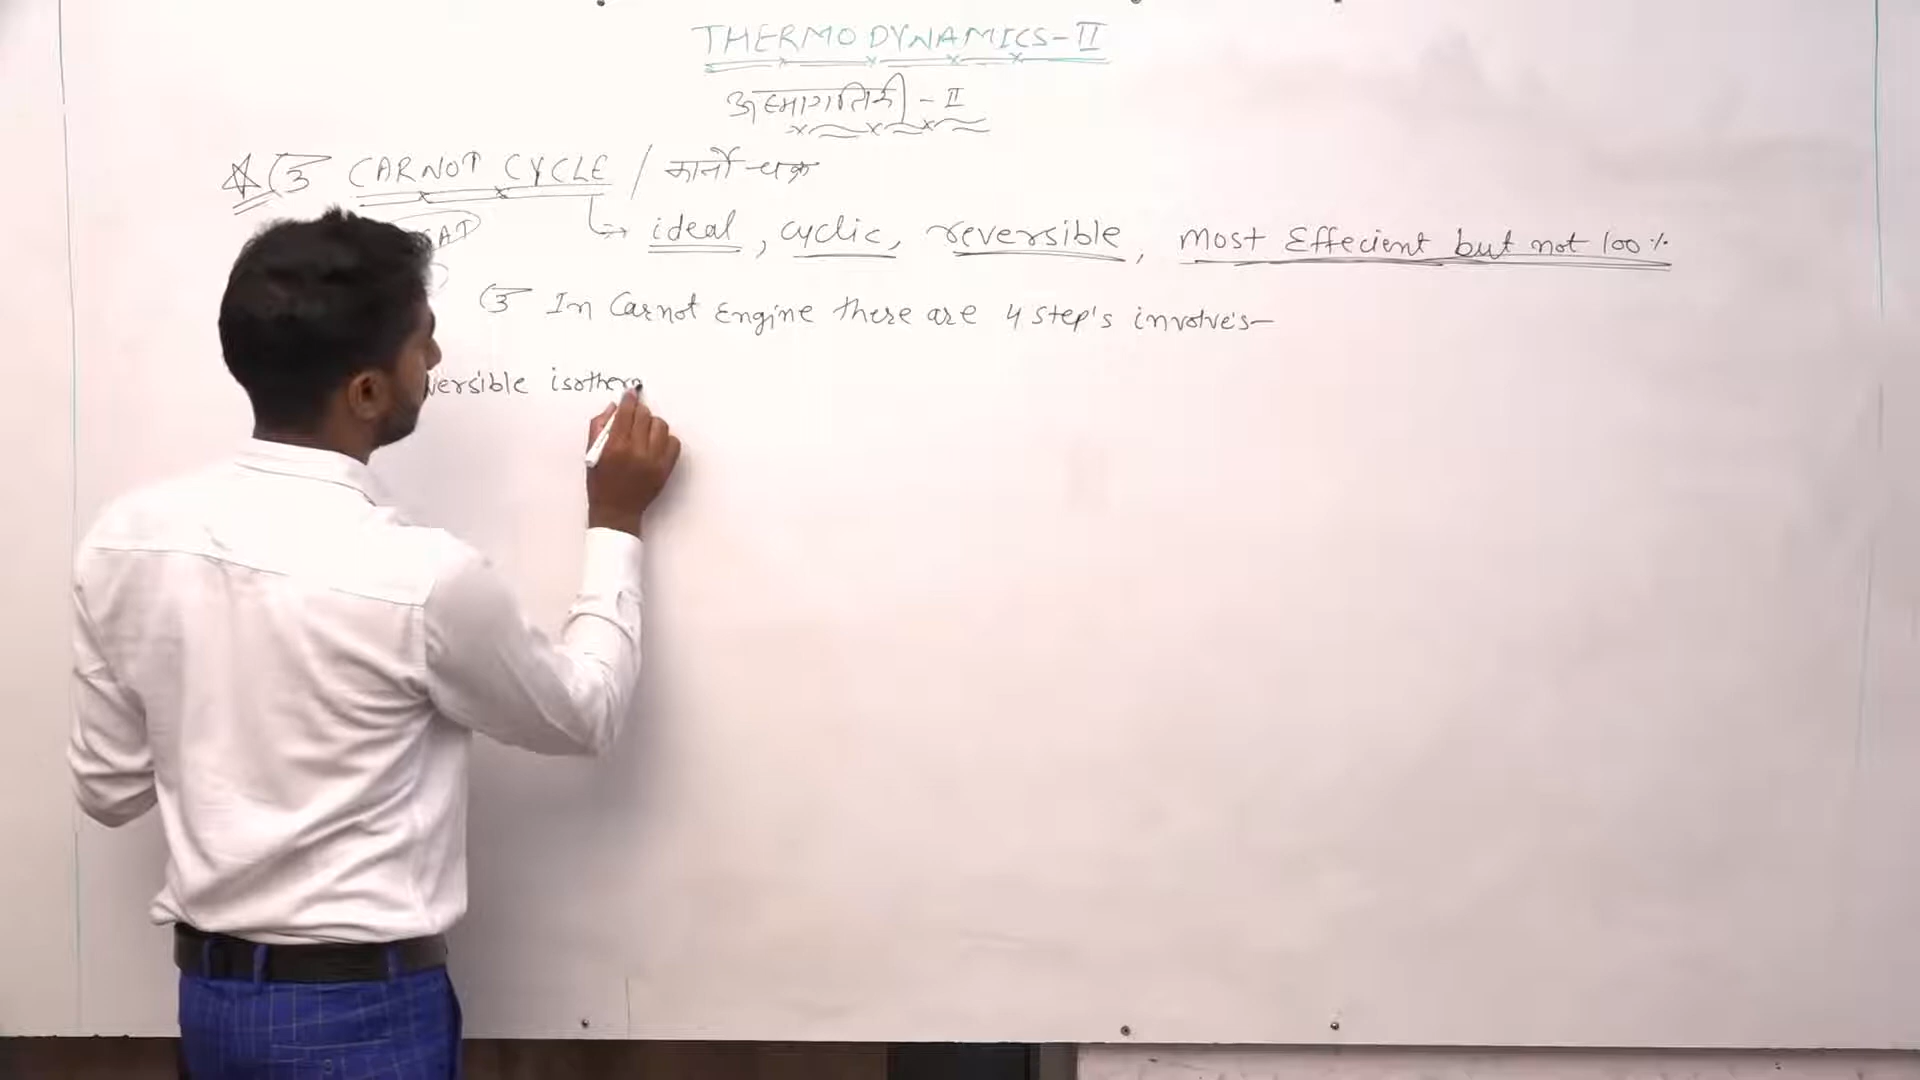 THERMODYNAMICS-II
ऊष्मागतिकी - II
CARNOT CYCLE / कार्नो चक्र
ideal, cyclic, reversible, most Effecient but not 100%
In Carnot Engine there are 4 step's involve's-
versible isother